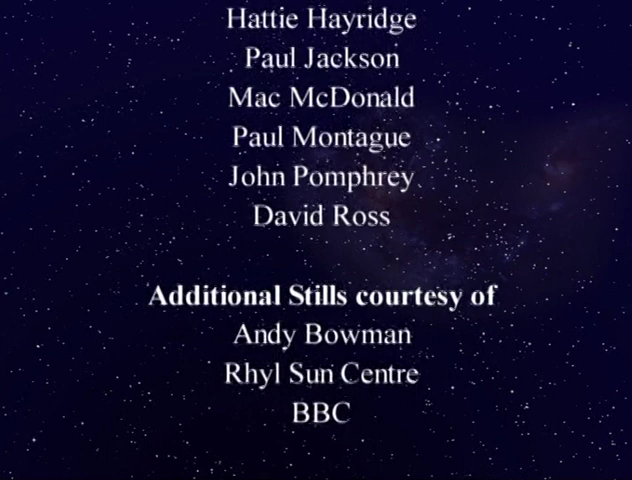 Hattie Hayridge
Paul Jackson
Mac McDonald
Paul Montague
John Pomphrey
David Ross
Additional Stills courtesy of
Andy Bowman
Rhyl Sun Centre
BBC